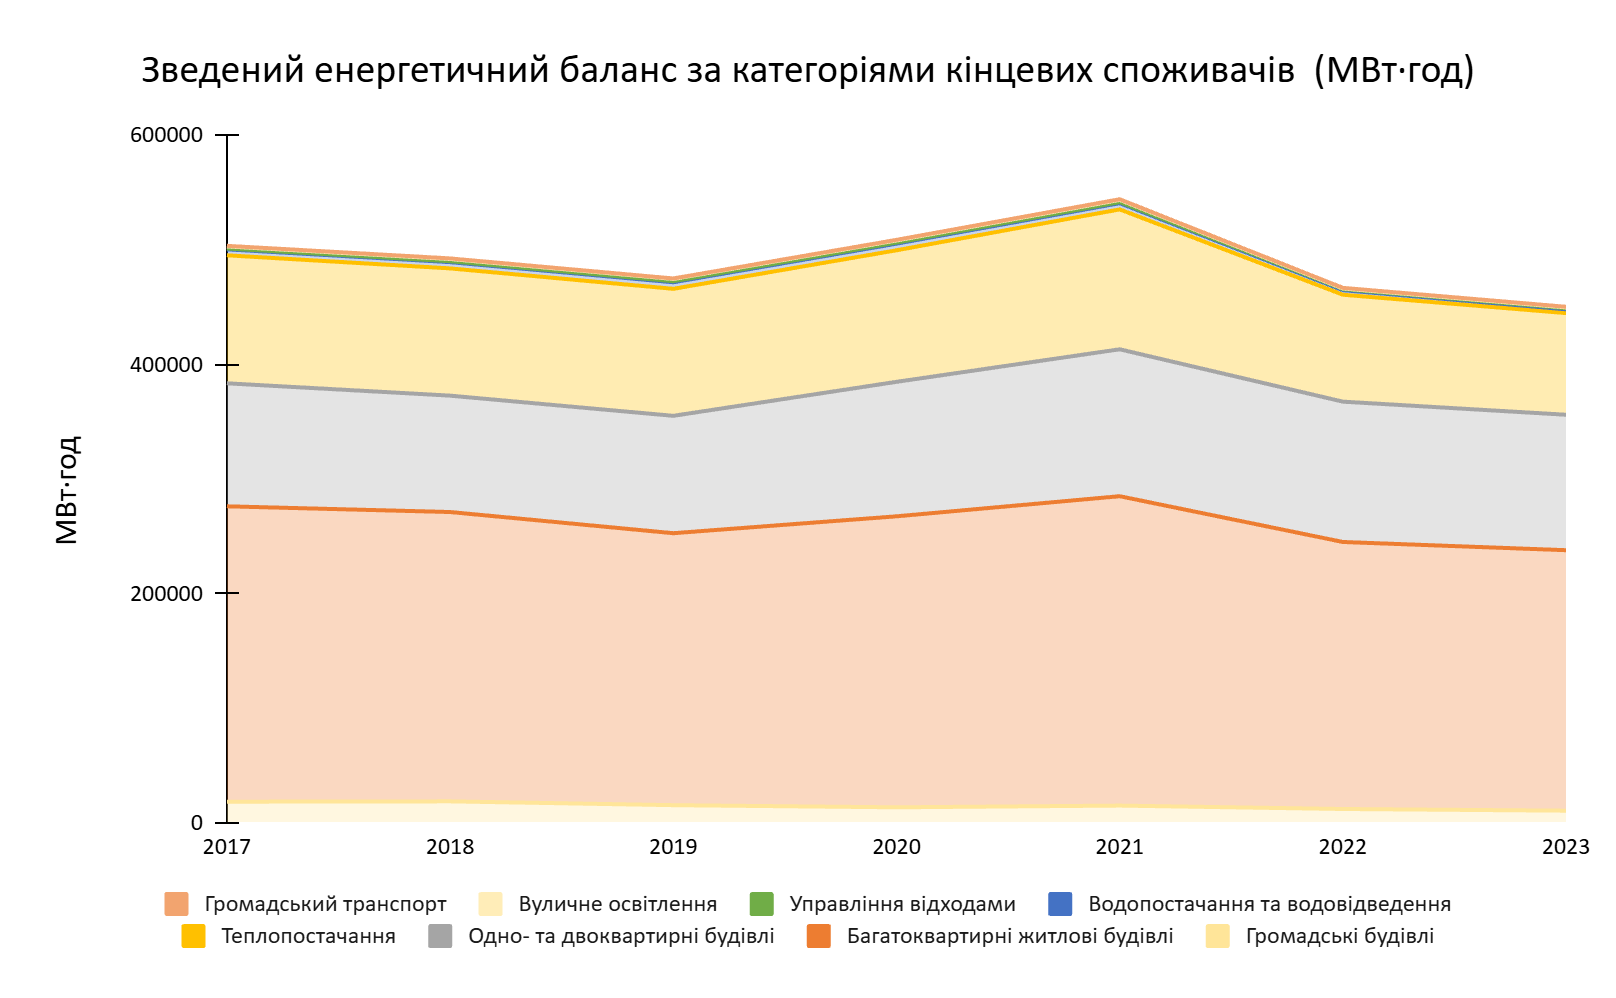 Зведений енергетичний баланс за категоріями кінцевих споживачів (МВт·год)
600000
400000
200000
0
МВт·год
2017 2018 2019 2020 2021 2022 2023
Громадський транспорт Вуличне освітлення Управління відходами Водопостачання та водовідведення
Теплопостачання Одно- та двоквартирні будівлі Багатоквартирні житлові будівлі Громадські будівлі